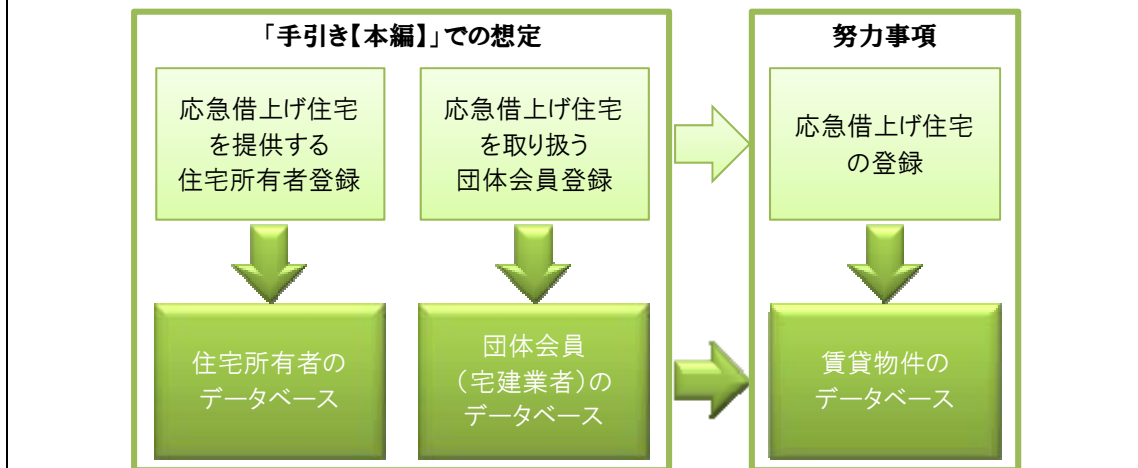 「手引き【本編】」での想定
応急借上げ住宅
を提供する
住宅所有者登録
応急借上げ住宅
を取り扱う
団体会員登録
住宅所有者の
データベース
団体会員
（宅建業者）の
データベース
努力事項
応急借上げ住宅
の登録
賃貸物件の
データベース